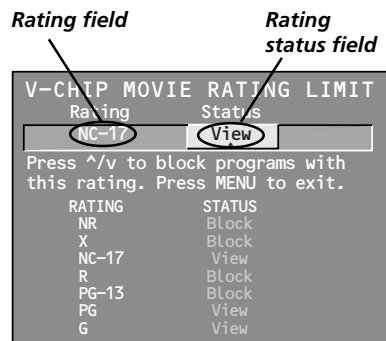 Rating field
Rating
status field
V-CHIP MOVIE RATING LIMIT
Rating Status
NC-17 View
Press ^/v to block programs with
this rating. Press MENU to exit.
RATING STATUS
NR Block
X Block
NC-17 View
R Block
PG-13 Block
PG View
G View